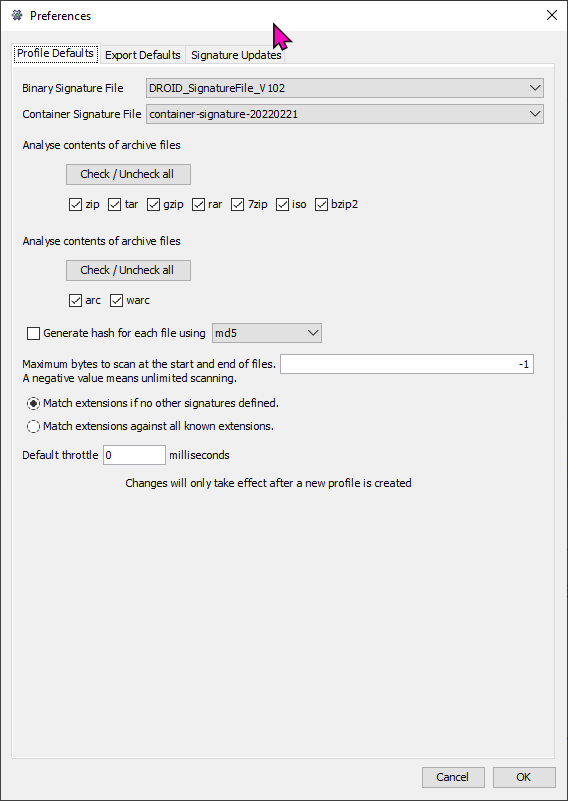 Preferences
Profile Defaults Export Defaults Signature Updates
Binary Signature File DROID_SignatureFile_V102
Container Signature File container-signature-20220221
Analyse contents of archive files
Check / Uncheck all
zip tar gzip rar 7zip iso bzip2
Analyse contents of archive files
Check / Uncheck all
arc warc
Generate hash for each file using md5
Maximum bytes to scan at the start and end of files. -1
A negative value means unlimited scanning.
Match extensions if no other signatures defined.
Match extensions against all known extensions.
Default throttle 0 milliseconds
Changes will only take effect after a new profile is created
Cancel OK